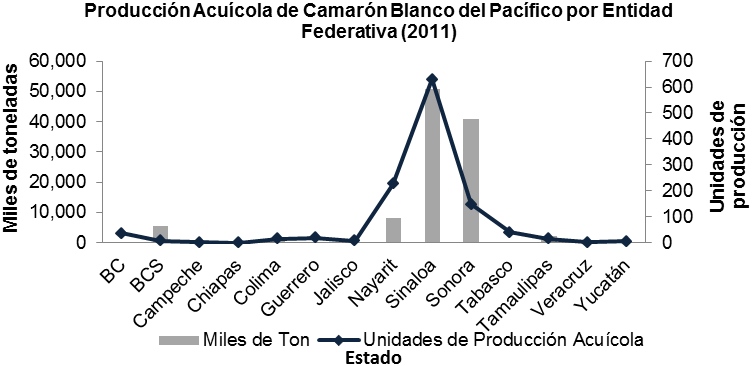 Producción Acuícola de Camarón Blanco del Pacífico por Entidad
Federativa (2011)
Miles de toneladas
60,000
50,000
40,000
30,000
20,000
10,000
0
700
600
500
400
300
200
100
0
Unidades de
producción
BC
BCS
Campeche
Chiapas
Colima
Guerrero
Jalisco
Nayarit
Sinaloa
Sonora
Tabasco
Tamaulipas
Veracruz
Yucatán
Miles de Ton
Unidades de Producción Acuícola
Estado